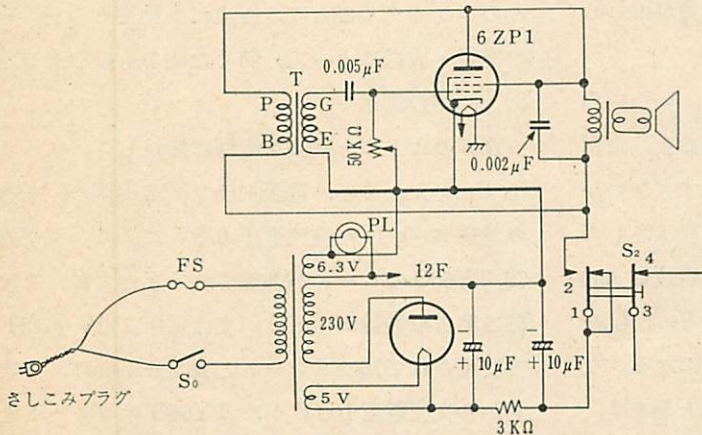 6ZP1
T
0.005μF
P
G
B
E
50KΩ
0.002μF
PL
6.3V
12F
FS
S₂
4
2
230V
1
3
－
－
+
10μF
+
10μF
S₀
5V
さしこみプラグ
3KΩ